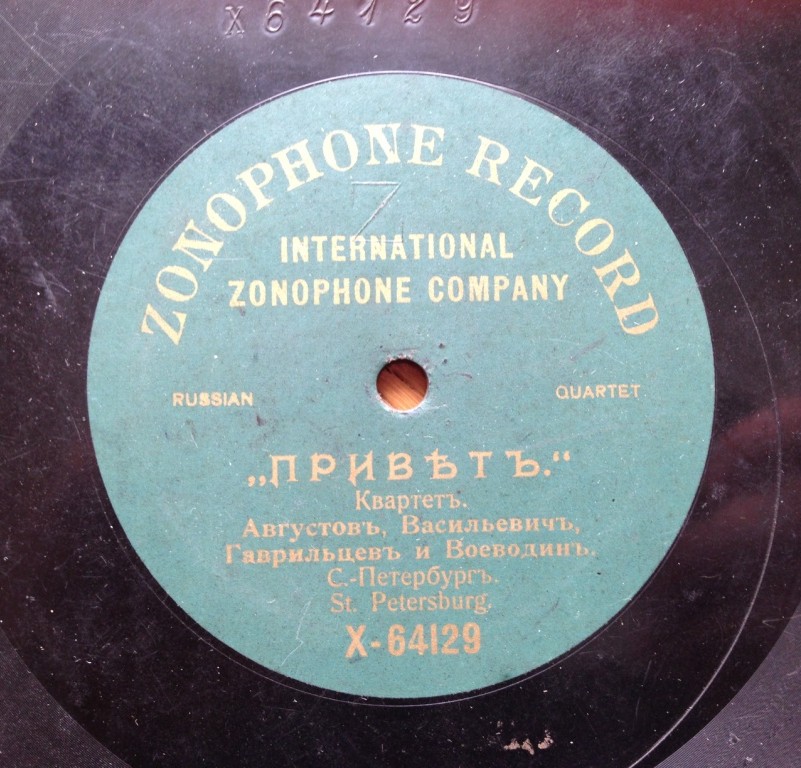 X 64129
ZONOPHONE RECORD
Z
INTERNATIONAL
ZONOPHONE COMPANY
RUSSIAN QUARTET
„ПРИВѢТЪ.“
Квартетъ.
Августовъ, Васильевичъ,
Гаврильцевъ и Воеводинъ.
С.-Петербургъ.
St. Petersburg.
X-64129